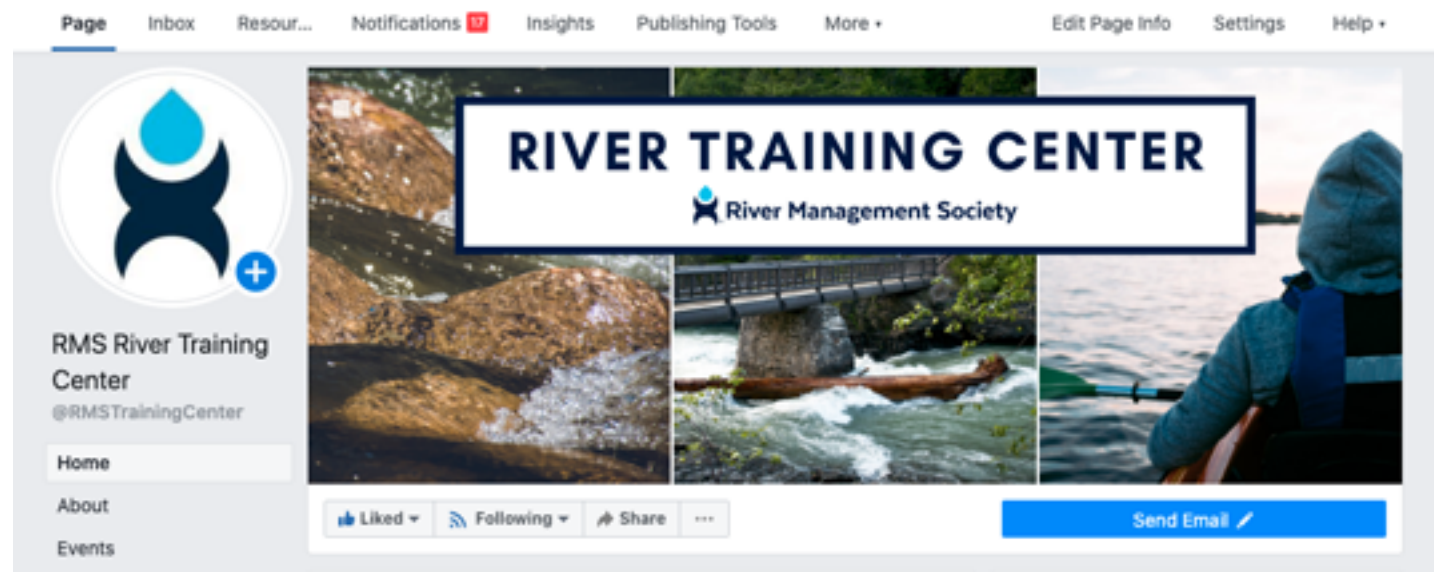 Page Inbox Resour... Notifications 17 Insights Publishing Tools More Edit Page Info Settings Help
RIVER TRAINING CENTER
River Management Society
RMS River Training
Center
@RMSTrainingCenter
Home
About
Events
Liked Following Share ... Send Email